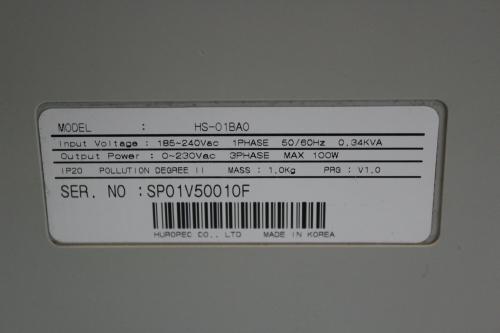 MODEL : HS-01BA0
Input Voltage : 185~240Vac 1PHASE 50/60Hz 0.34KVA
Output Power : 0~230Vac 3PHASE MAX 100W
IP20 POLLUTION DEGREE II MASS : 1.0Kg PRG : V1.0
SER. NO : SP01V50010F
HUROPEC CO., LTD MADE IN KOREA